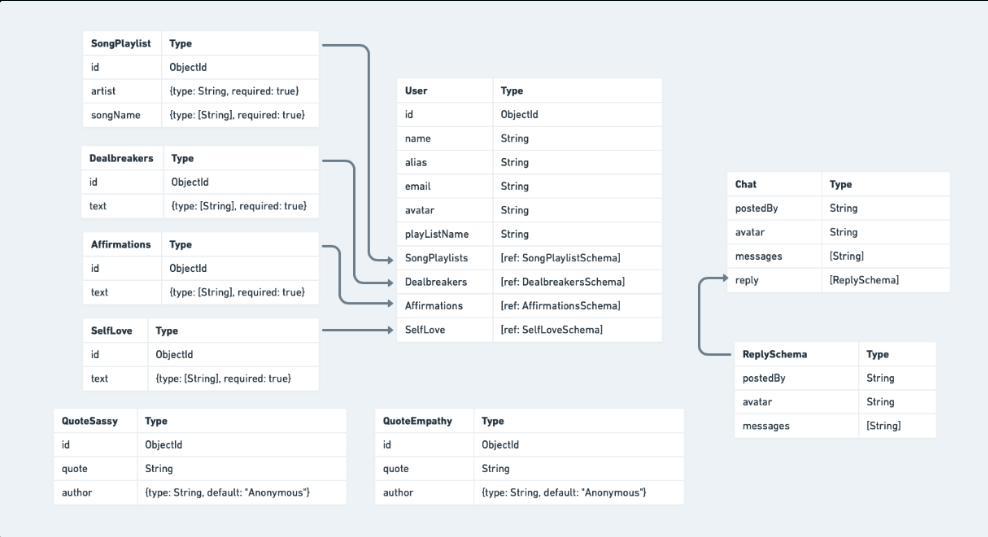 SongPlaylist Type
id ObjectId
artist {type: String, required: true}
songName {type: [String], required: true}
Dealbreakers Type
id ObjectId
text {type: [String], required: true}
Affirmations Type
id ObjectId
text {type: [String], required: true}
SelfLove Type
id ObjectId
text {type: [String], required: true}
User Type
id ObjectId
name String
alias String
email String
avatar String
playListName String
SongPlaylists [ref: SongPlaylistSchema]
Dealbreakers [ref: DealbreakersSchema]
Affirmations [ref: AffirmationsSchema]
SelfLove [ref: SelfLoveSchema]
Chat Type
postedBy String
avatar String
messages [String]
reply [ReplySchema]
ReplySchema Type
postedBy String
avatar String
messages [String]
QuoteSassy Type
id ObjectId
quote String
author {type: String, default: "Anonymous"}
QuoteEmpathy Type
id ObjectId
quote String
author {type: String, default: "Anonymous"}